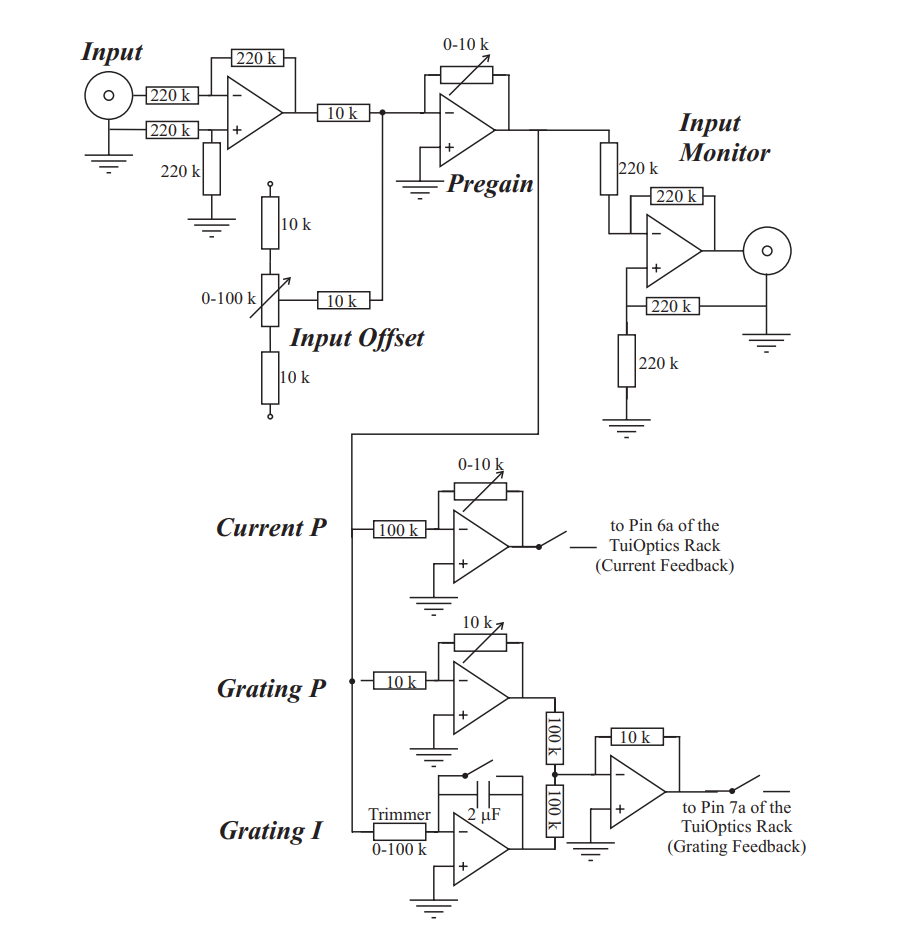 Input
220 k
220 k
220 k
220 k
−
+
10 k
0-10 k
−
+
Pregain
10 k
0-100 k
10 k
Input Offset
10 k
Input
Monitor
220 k
220 k
−
+
220 k
220 k
Current P
100 k
0-10 k
−
+
to Pin 6a of the
TuiOptics Rack
(Current Feedback)
Grating P
10 k
10 k
−
+
100 k
100 k
Grating I
Trimmer
0-100 k
2 µF
−
+
10 k
−
+
to Pin 7a of the
TuiOptics Rack
(Grating Feedback)